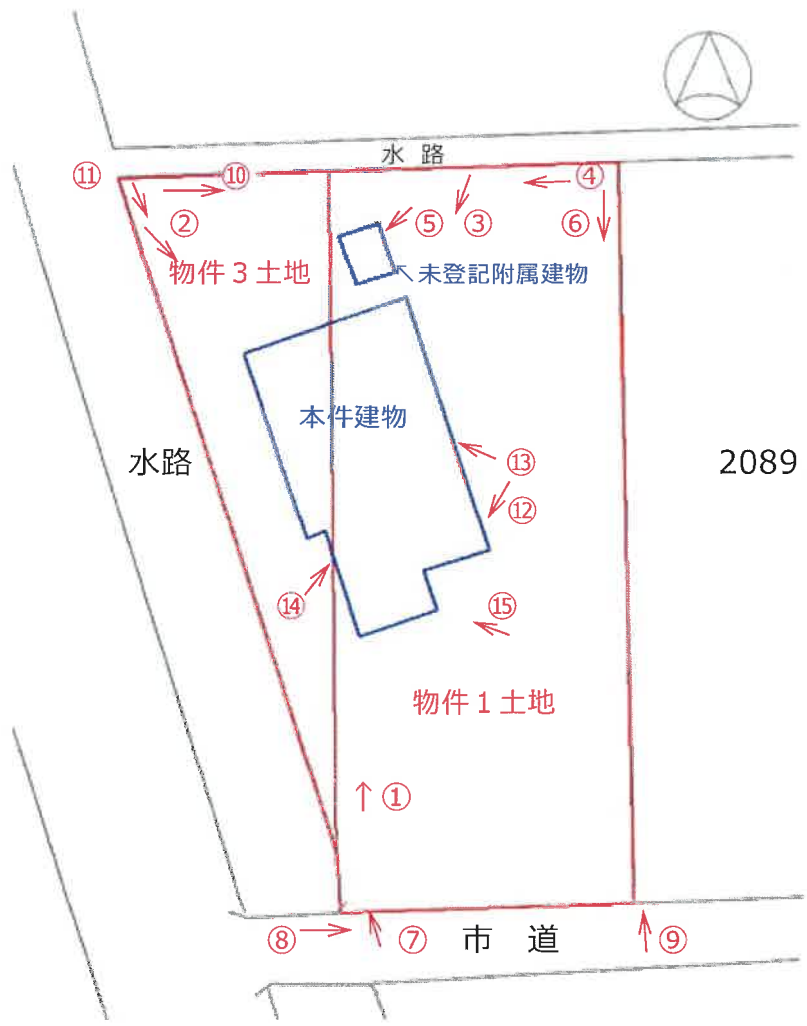 水 路
⑪
⑩
④
②
⑤
③
⑥
物件3土地
未登記附属建物
本件建物
水路
⑬
2089
⑫
⑭
⑮
物件1土地
①
⑧
⑦
市 道
⑨